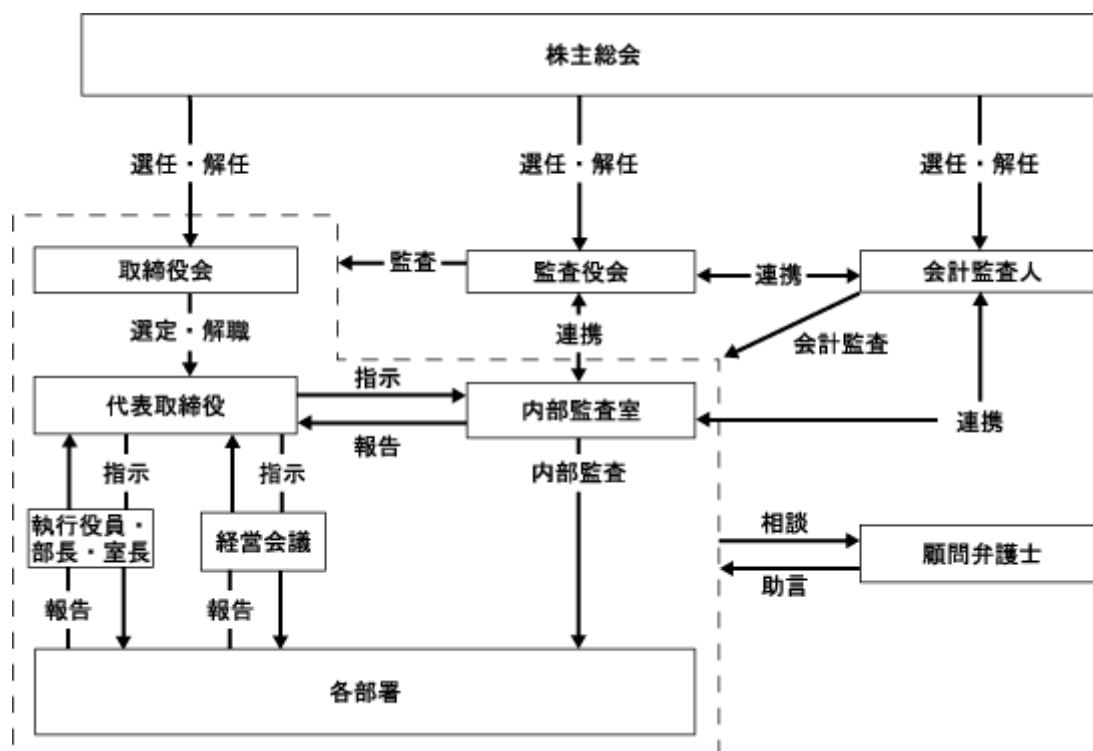 株主総会
選任・解任
選任・解任
選任・解任
取締役会
監査
監査役会
連携
会計監査人
選定・解職
連携
会計監査
代表取締役
指示
報告
内部監査室
連携
指示
指示
内部監査
執行役員・
部長・室長
経営会議
相談
助言
顧問弁護士
報告
報告
各部署